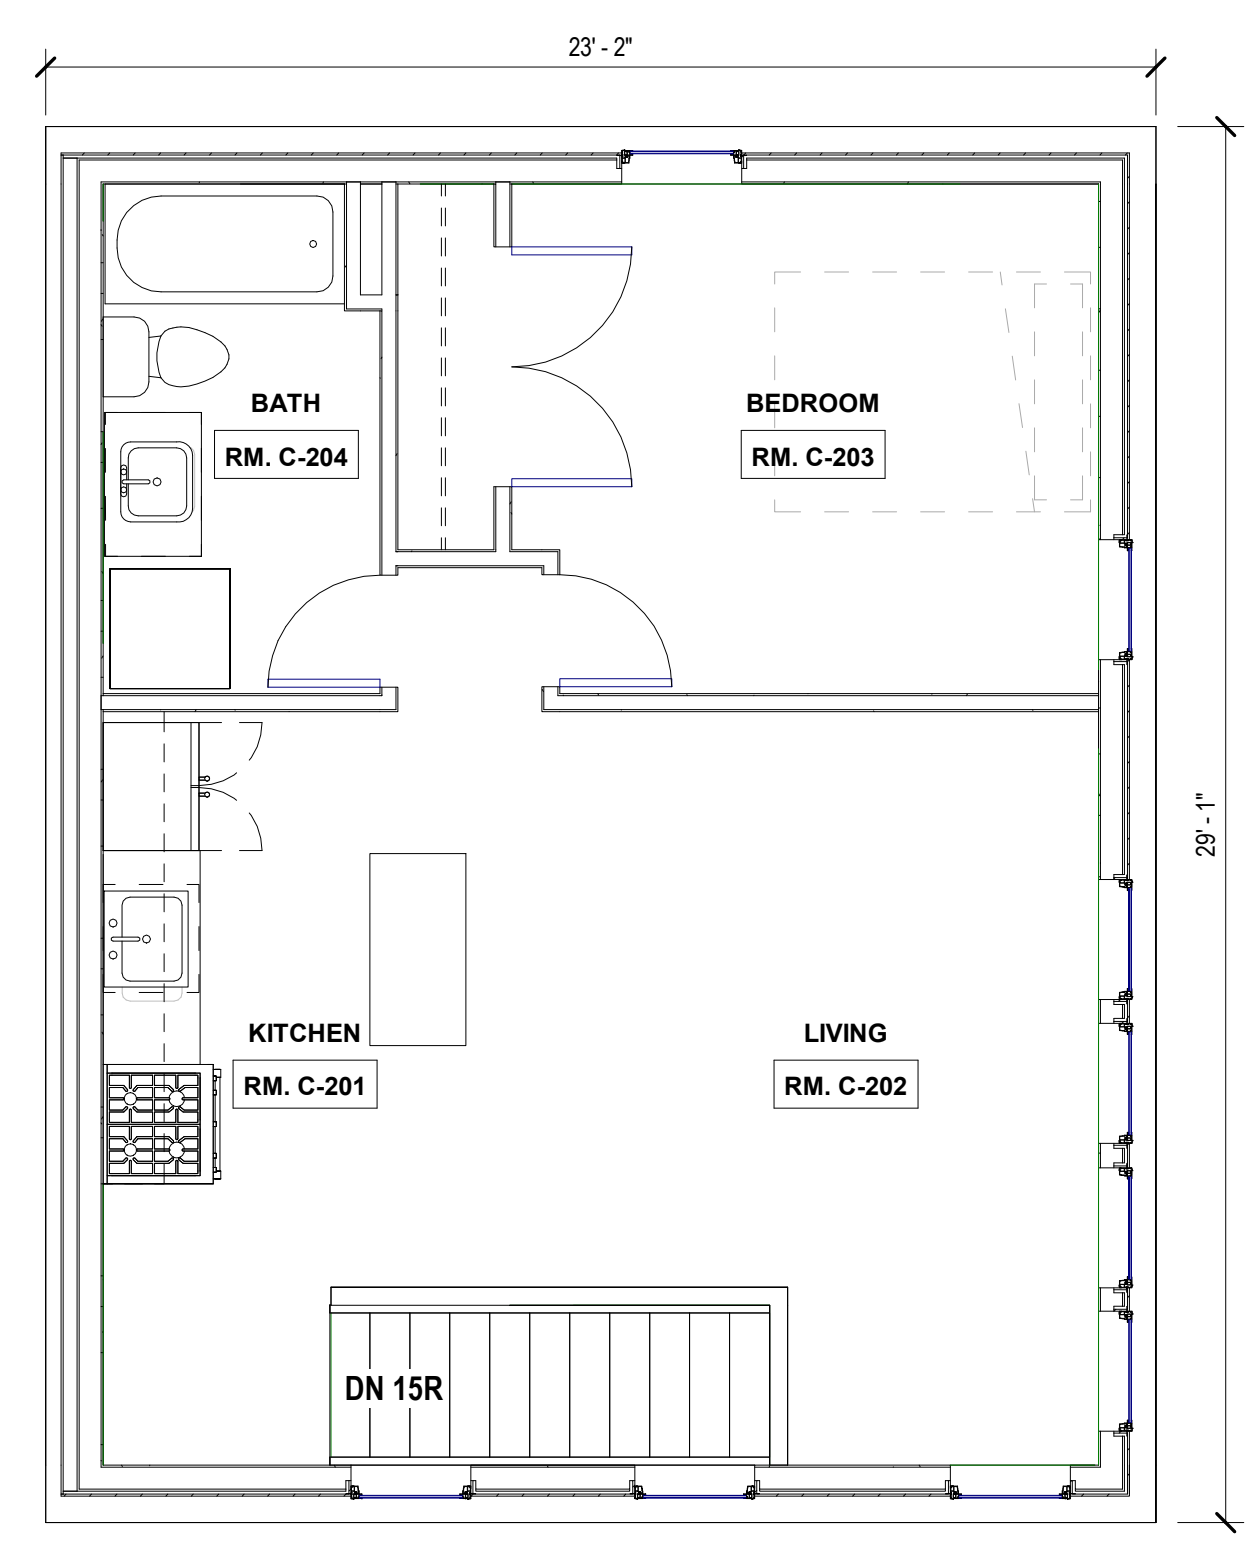 23' - 2"
BATH
RM. C-204
BEDROOM
RM. C-203
29' - 1"
KITCHEN
RM. C-201
LIVING
RM. C-202
DN 15R